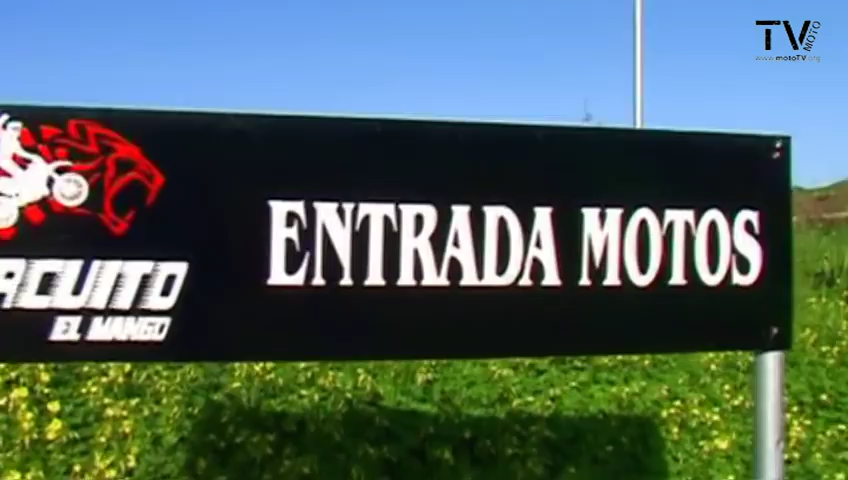 TV
MOTO
www.motoTV.org
ENTRADA MOTOS
RCUITO
EL MANGO